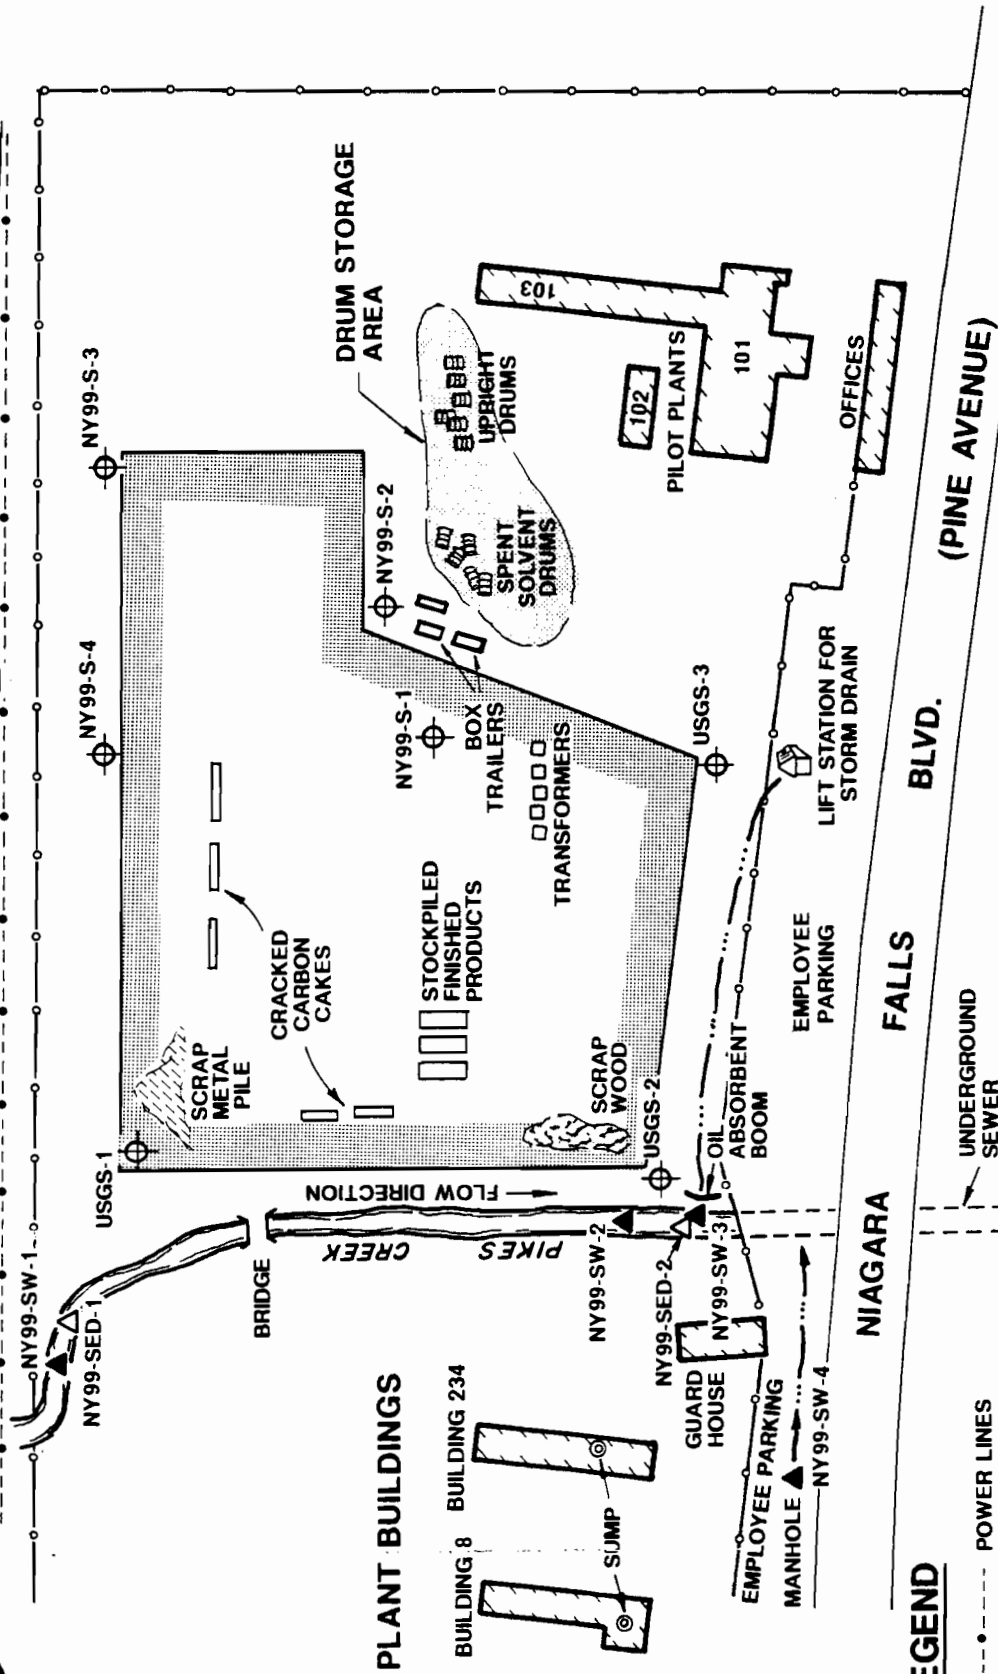 NY99-SW-1
NY99-SED-1
USGS-1
NY99-S-4
NY99-S-3
SCRAP
METAL
PILE
CRACKED
CARBON
CAKES
BRIDGE
FLOW DIRECTION
PIKES CREEK
STOCKPILED
FINISHED
PRODUCTS
NY99-S-1
BOX
TRAILERS
NY99-S-2
DRUM STORAGE
AREA
UPRIGHT
DRUMS
SPENT
SOLVENT
DRUMS
TRANSFORMERS
SCRAP
WOOD
PLANT BUILDINGS
BUILDING 8
BUILDING 234
SUMP
NY99-SW-2
NY99-SED-2
NY99-SW-3
USGS-2
USGS-3
103
102
PILOT PLANTS
101
OFFICES
GUARD
HOUSE
OIL
ABSORBENT
BOOM
EMPLOYEE
PARKING
LIFT STATION FOR
STORM DRAIN
EMPLOYEE PARKING
MANHOLE
NY99-SW-4
NIAGARA FALLS BLVD. (PINE AVENUE)
UNDERGROUND
SEWER
EGEND
POWER LINES